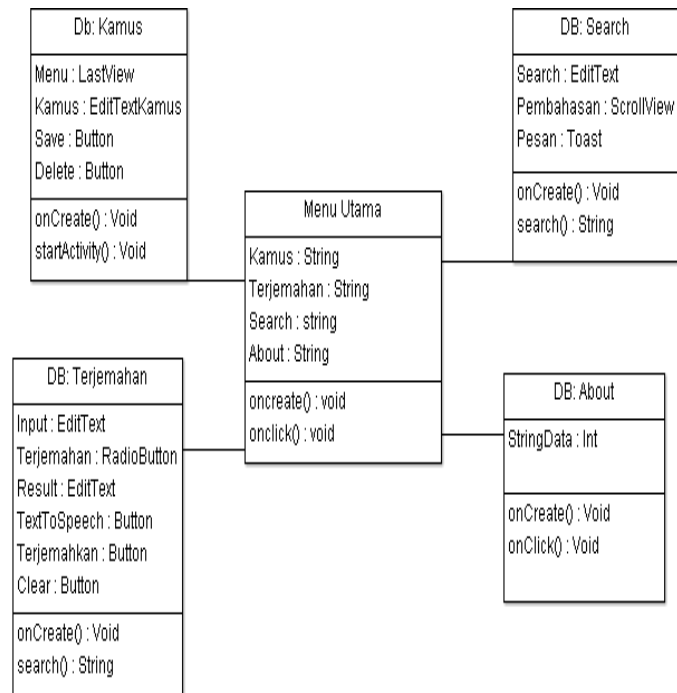 Db: Kamus
Menu : LastView
Kamus : EditTextKamus
Save : Button
Delete : Button
onCreate() : Void
startActivity() : Void
DB: Search
Search : EditText
Pembahasan : ScrollView
Pesan : Toast
onCreate() : Void
search() : String
Menu Utama
Kamus : String
Terjemahan : String
Search : string
About : String
oncreate() : void
onclick() : void
DB: Terjemahan
Input : EditText
Terjemahan : RadioButton
Result : EditText
TextToSpeech : Button
Terjemahkan : Button
Clear : Button
onCreate() : Void
search() : String
DB: About
StringData : Int
onCreate() : Void
onClick() : Void